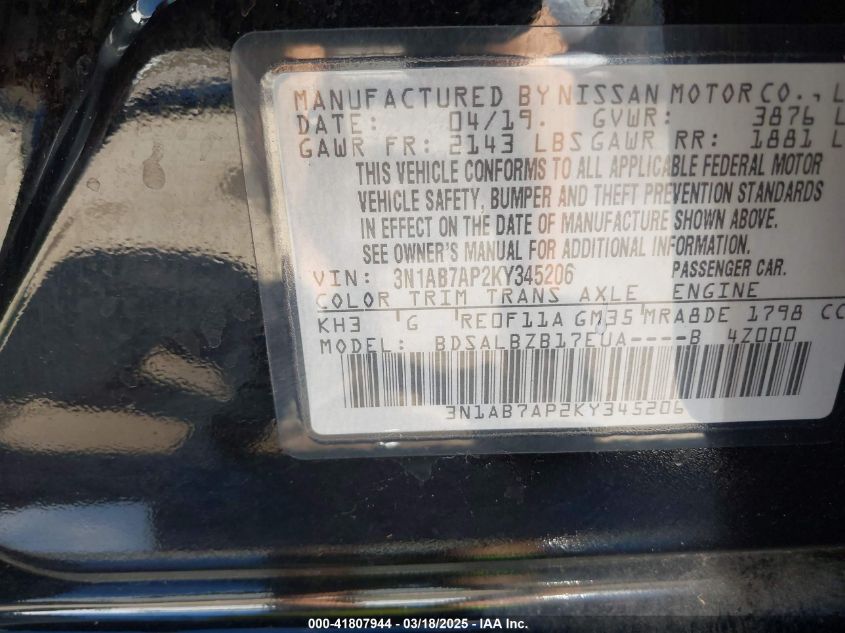 MANUFACTURED BY NISSAN MOTOR CO., L
DATE: 04/19. GVWR: 3876 L
GAWR FR: 2143 LBS GAWR RR: 1881 L
THIS VEHICLE CONFORMS TO ALL APPLICABLE FEDERAL MOTOR
VEHICLE SAFETY, BUMPER AND THEFT PREVENTION STANDARDS
IN EFFECT ON THE DATE OF MANUFACTURE SHOWN ABOVE.
SEE OWNER'S MANUAL FOR ADDITIONAL INFORMATION.
VIN: 3N1AB7AP2KY345206 PASSENGER CAR.
COLOR TRIM TRANS AXLE ENGINE
KH3 G RE0F11A GM35 MRA8DE 1798 CC
MODEL: BDSALBZB17EUA----B 4Z000
3N1AB7AP2KY345206
000-41807944 - 03/18/2025 - IAA Inc.